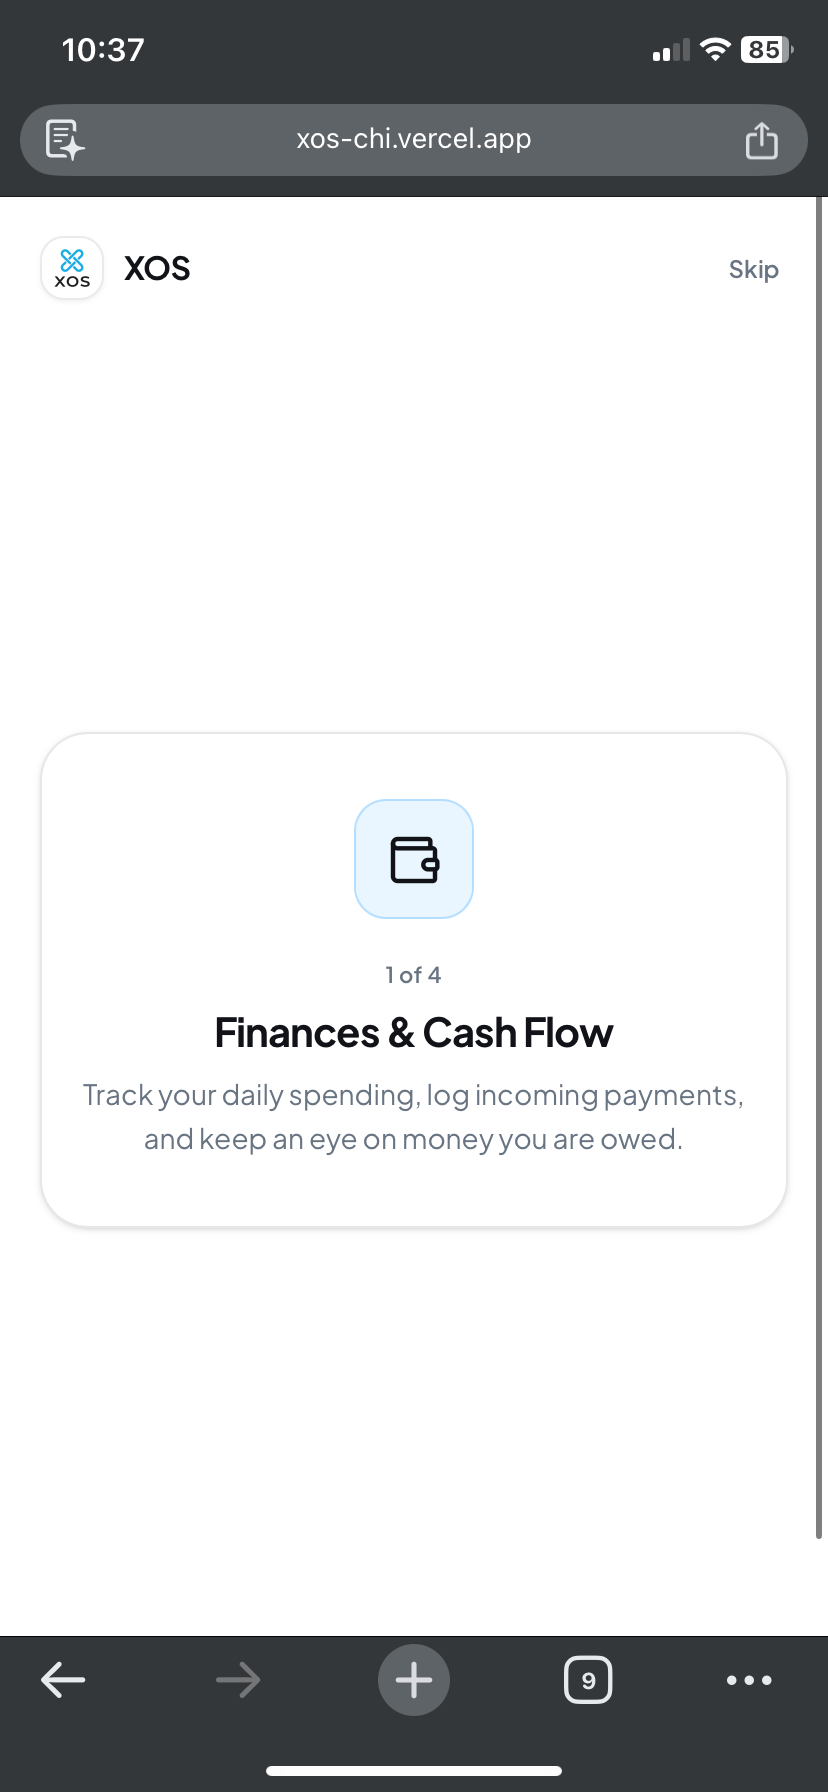 10:37
85
xos-chi.vercel.app
XOS
XOS
Skip
1 of 4
Finances & Cash Flow
Track your daily spending, log incoming payments,
and keep an eye on money you are owed.
9